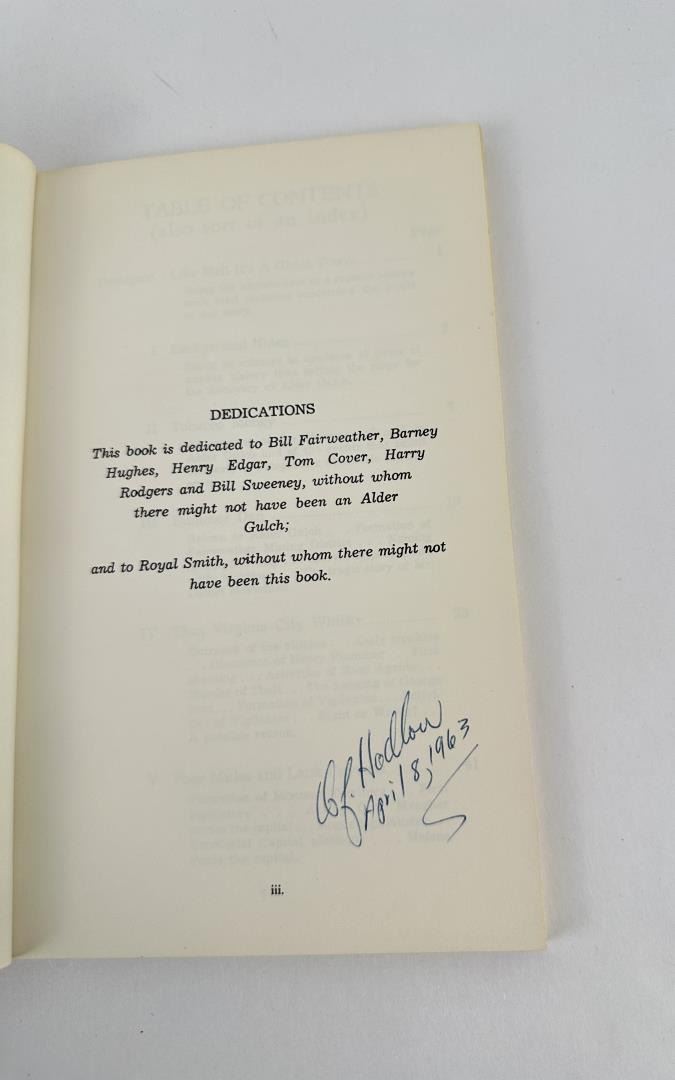 DEDICATIONS
This book is dedicated to Bill Fairweather, Barney
Hughes, Henry Edgar, Tom Cover, Harry
Rodgers and Bill Sweeney, without whom
there might not have been an Alder
Gulch;
and to Royal Smith, without whom there might not
have been this book.
Hadlow
April 8, 1963
iii.